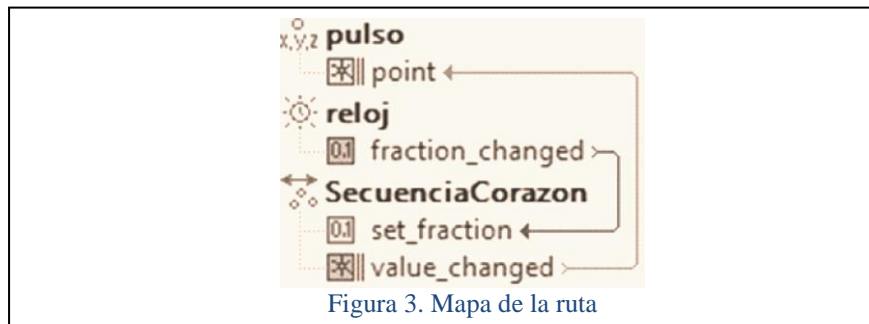 x,y,z pulso
point
reloj
0.1 fraction_changed
SecuenciaCorazon
0.1 set_fraction
value_changed
Figura 3. Mapa de la ruta